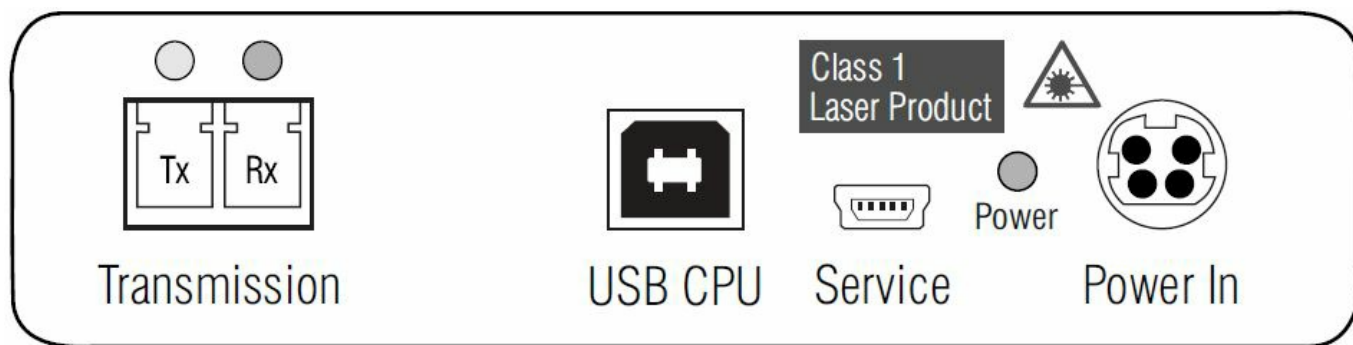 Class 1
Laser Product
Tx Rx
Power
Transmission USB CPU Service Power In